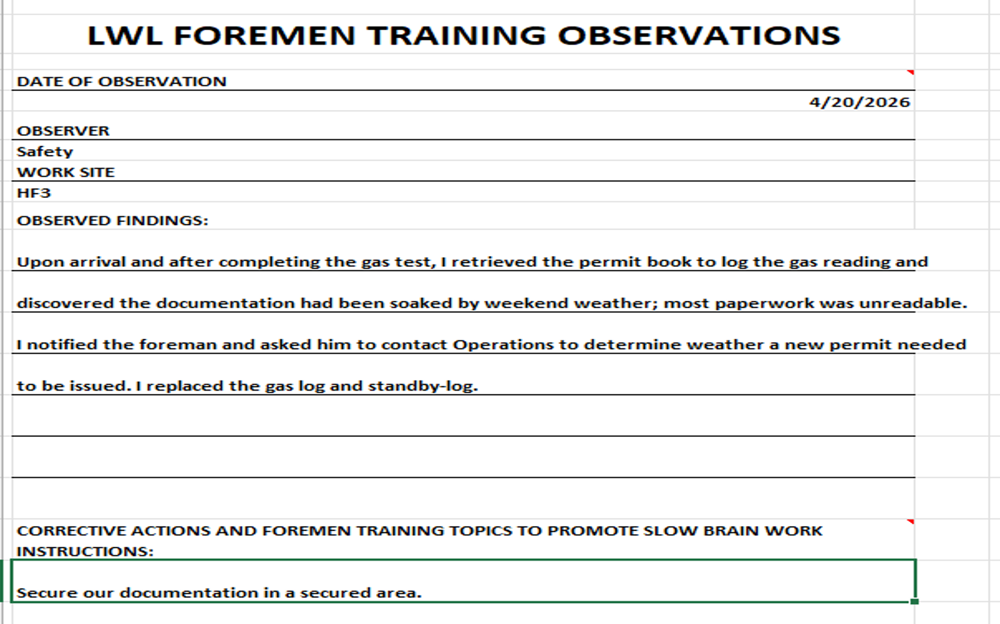 LWL FOREMEN TRAINING OBSERVATIONS
DATE OF OBSERVATION
4/20/2026
OBSERVER
Safety
WORK SITE
HF3
OBSERVED FINDINGS:
Upon arrival and after completing the gas test, I retrieved the permit book to log the gas reading and
discovered the documentation had been soaked by weekend weather; most paperwork was unreadable.
I notified the foreman and asked him to contact Operations to determine weather a new permit needed
to be issued. I replaced the gas log and standby-log.
CORRECTIVE ACTIONS AND FOREMEN TRAINING TOPICS TO PROMOTE SLOW BRAIN WORK
INSTRUCTIONS:
Secure our documentation in a secured area.